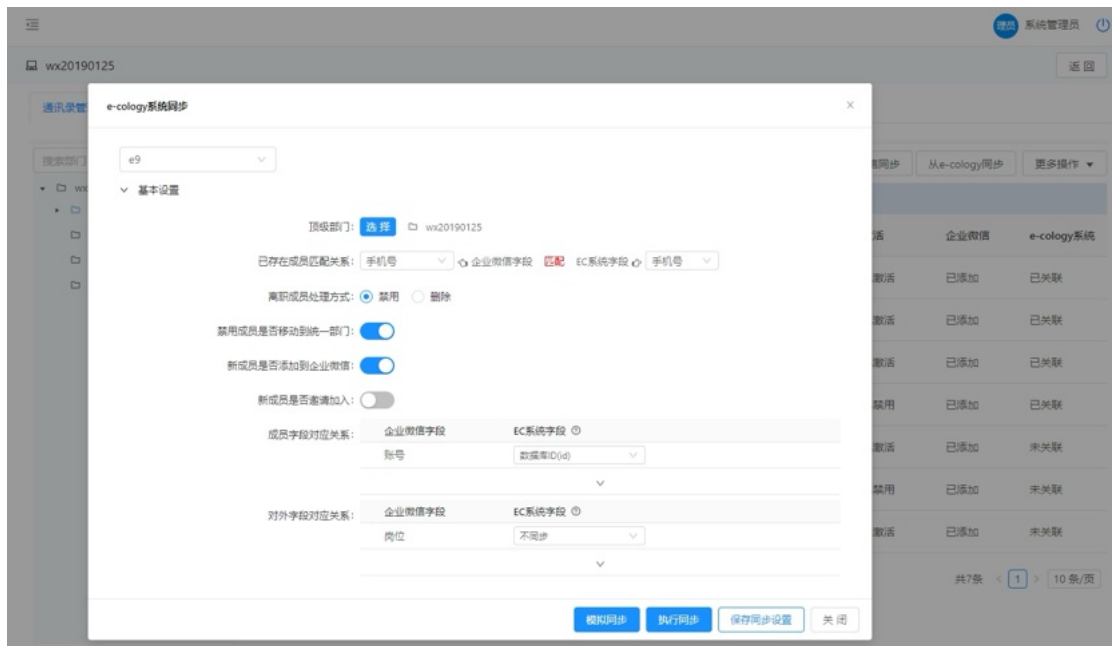 理员 系统管理员
wx20190125 返 回
通讯录管
搜索部门
同步 从e-cology同步 更多操作
wx
活 企业微信 e-cology系统
激活 已添加 已关联
激活 已添加 已关联
激活 已添加 已关联
禁用 已添加 已关联
激活 已添加 未关联
禁用 已添加 未关联
激活 已添加 未关联
共7条 1 10 条/页
e-cology系统同步
e9
基本设置
顶级部门： 选 择 wx20190125
已存在成员匹配关系： 手机号 企业微信字段 匹配 EC系统字段 手机号
离职成员处理方式： 禁用 删除
禁用成员是否移动到统一部门：
新成员是否添加到企业微信：
新成员是否邀请加入：
成员字段对应关系： 企业微信字段 EC系统字段
账号 数据库ID(id)
对外字段对应关系： 企业微信字段 EC系统字段
岗位 不同步
模拟同步 执行同步 保存同步设置 关 闭